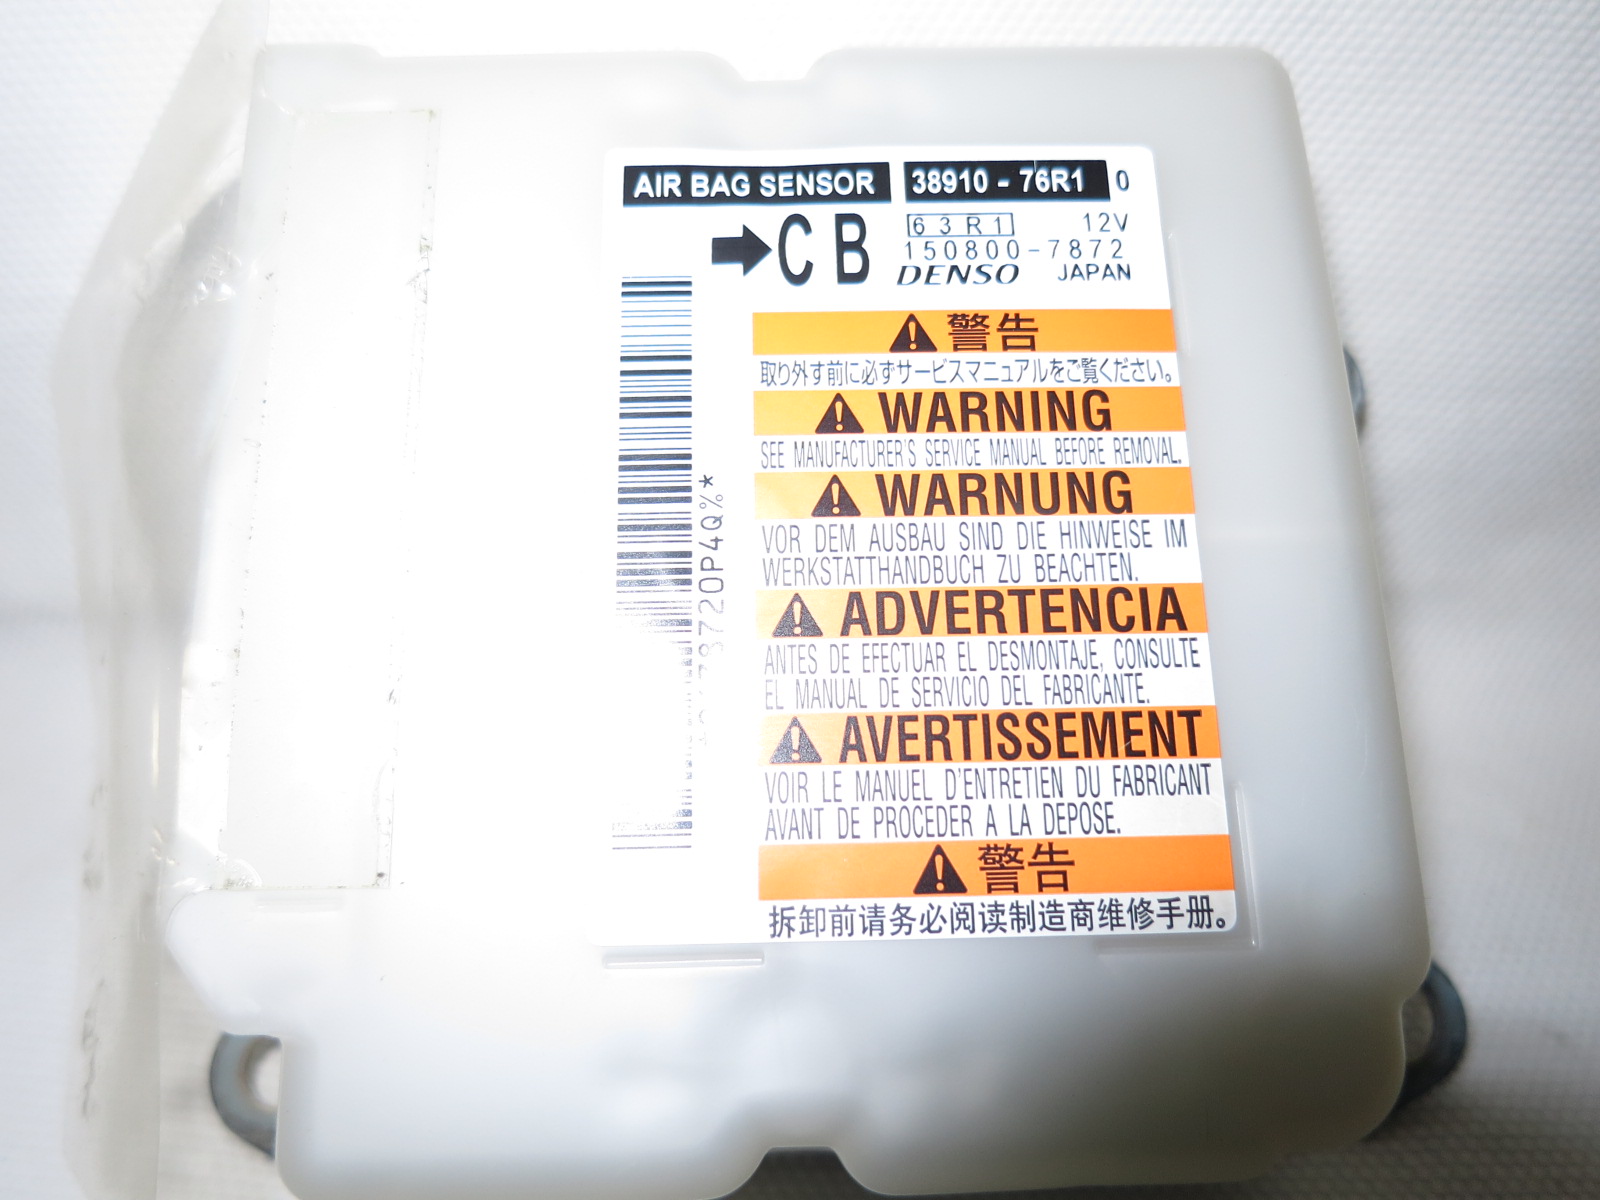 AIR BAG SENSOR 38910 - 76R1 0
➡CB 63R1 12V
150800-7872
DENSO JAPAN
警告
取り外す前に必ずサービスマニュアルをご覧ください。
WARNING
SEE MANUFACTURER'S SERVICE MANUAL BEFORE REMOVAL.
WARNUNG
VOR DEM AUSBAU SIND DIE HINWEISE IM
WERKSTATTHANDBUCH ZU BEACHTEN.
ADVERTENCIA
ANTES DE EFECTUAR EL DESMONTAJE, CONSULTE
EL MANUAL DE SERVICIO DEL FABRICANTE.
AVERTISSEMENT
VOIR LE MANUEL D'ENTRETIEN DU FABRICANT
AVANT DE PROCEDER A LA DEPOSE.
警告
拆卸前请务必阅读制造商维修手册。